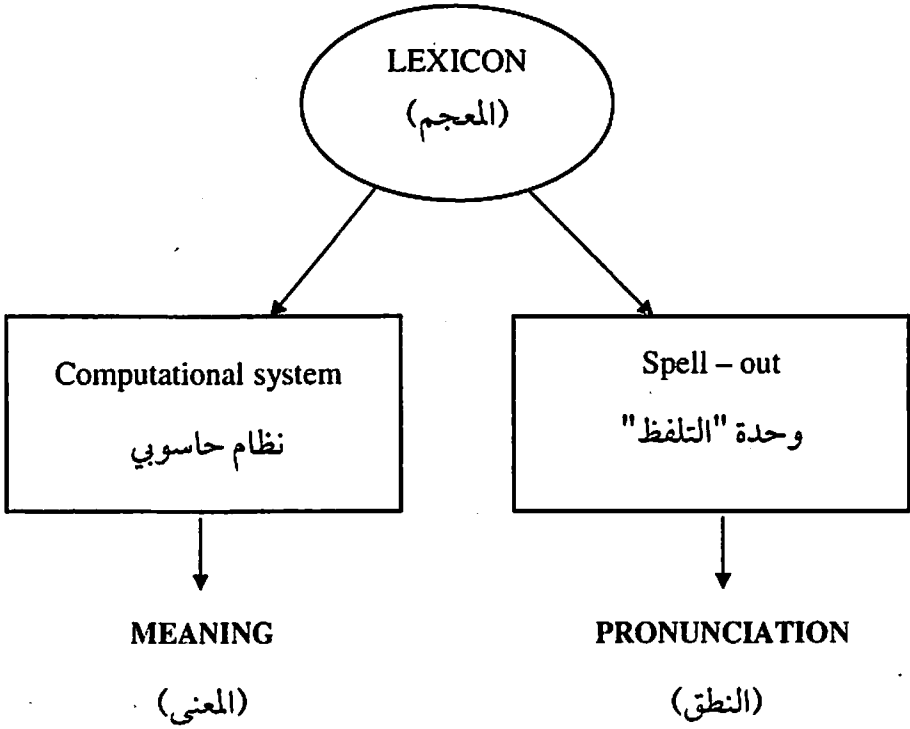 LEXICON
(المعجم)
Computational system
نظام حاسوبي
Spell – out
وحدة "التلفظ"
MEANING
(المعنى)
PRONUNCIATION
(النطق)